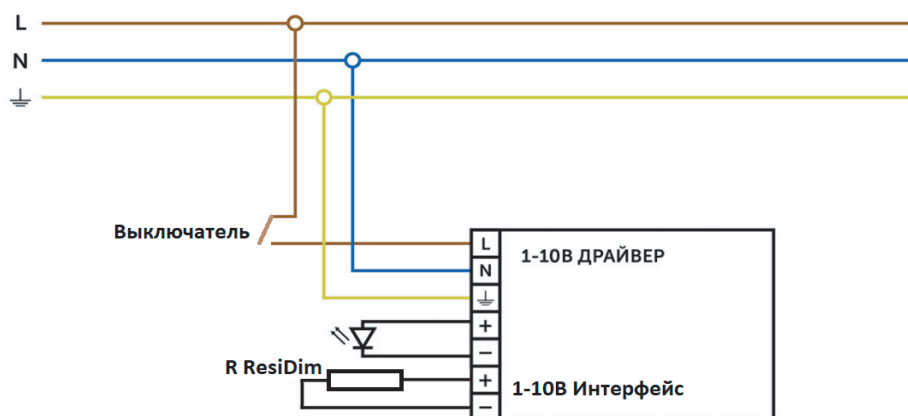 L
N
Выключатель
L
1-10В ДРАЙВЕР
N
+
−
R ResiDim
+
1-10В Интерфейс
−